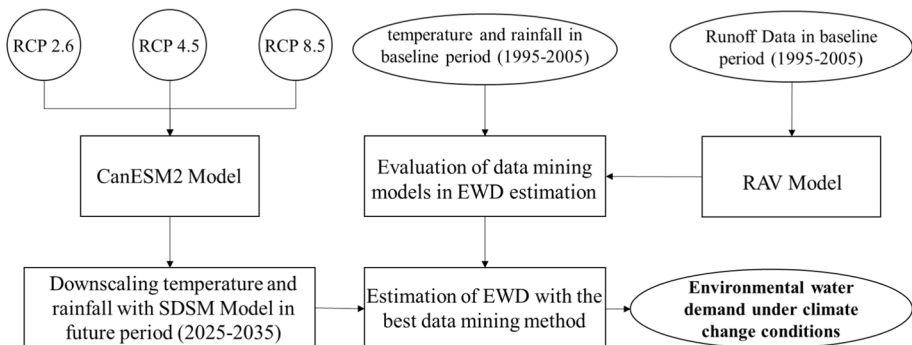 RCP 2.6
RCP 4.5
RCP 8.5
temperature and rainfall in
baseline period (1995-2005)
Runoff Data in baseline
period (1995-2005)
CanESM2 Model
Evaluation of data mining
models in EWD estimation
RAV Model
Downscaling temperature and
rainfall with SDSM Model in
future period (2025-2035)
Estimation of EWD with the
best data mining method
Environmental water
demand under climate
change conditions